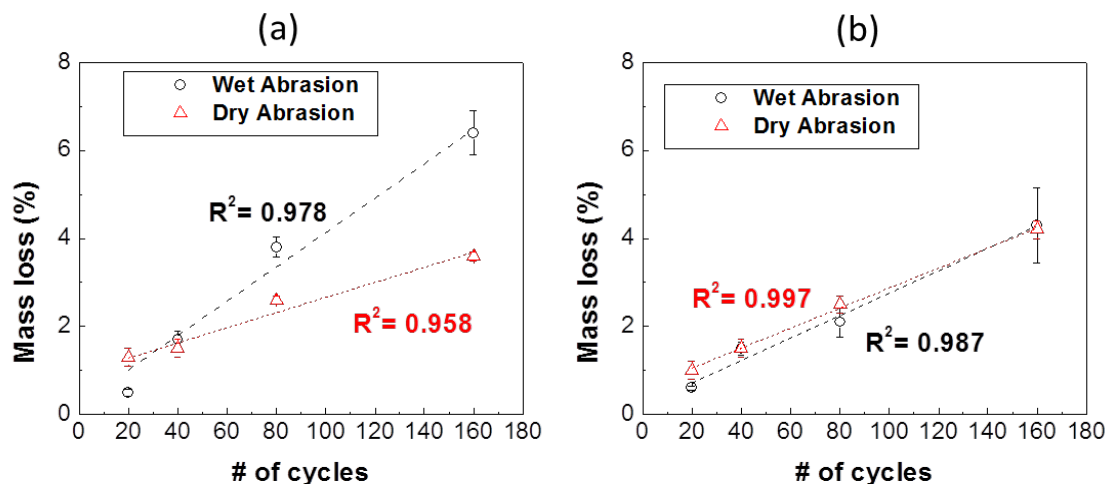 (a)
Wet Abrasion
Dry Abrasion
R²= 0.978
R²= 0.958
Mass loss (%)
8
6
4
2
0
0 20 40 60 80 100 120 140 160 180
# of cycles
(b)
Wet Abrasion
Dry Abrasion
R²= 0.997
R²= 0.987
Mass loss (%)
8
6
4
2
0
0 20 40 60 80 100 120 140 160 180
# of cycles